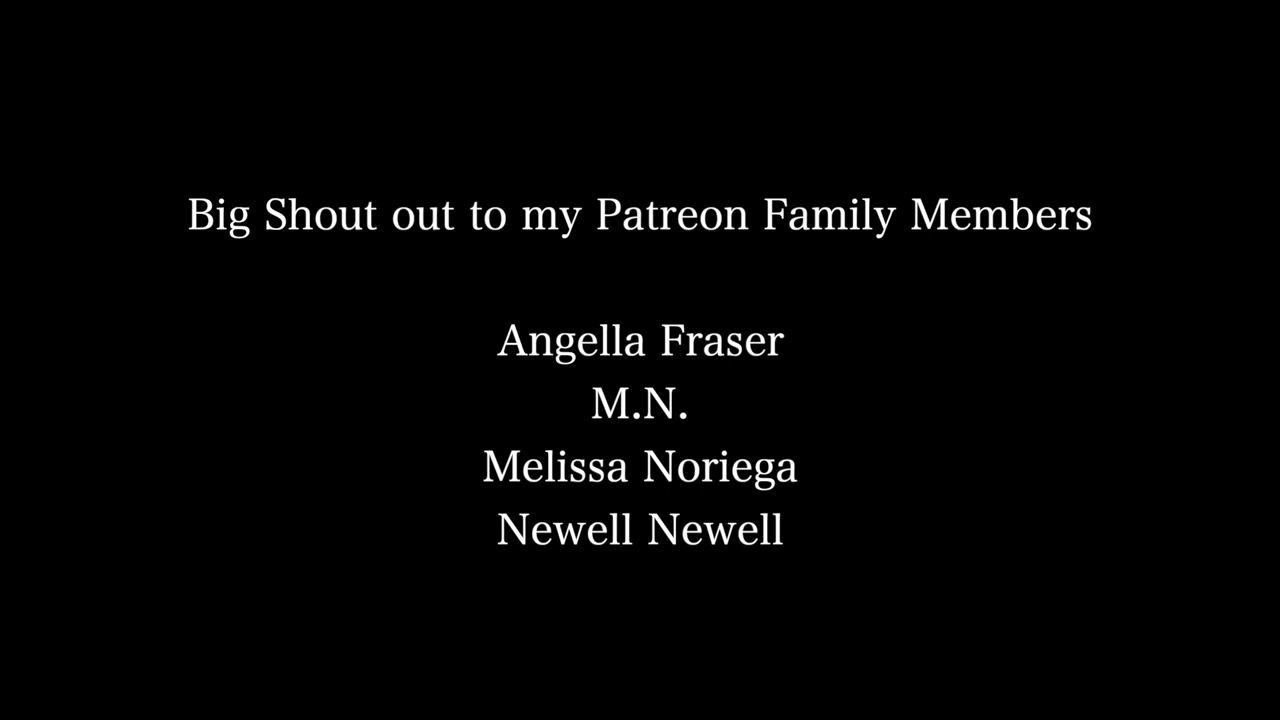 Big Shout out to my Patreon Family Members
Angella Fraser
M.N.
Melissa Noriega
Newell Newell